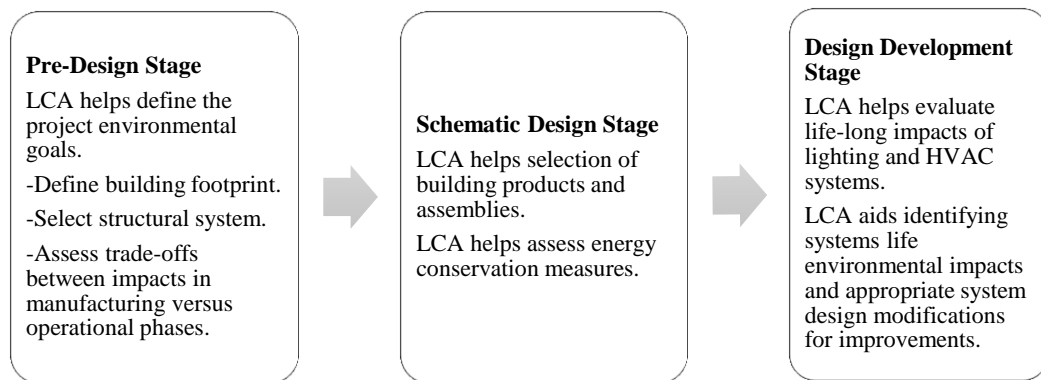 Pre-Design Stage
LCA helps define the
project environmental
goals.
-Define building footprint.
-Select structural system.
-Assess trade-offs
between impacts in
manufacturing versus
operational phases.
Schematic Design Stage
LCA helps selection of
building products and
assemblies.
LCA helps assess energy
conservation measures.
Design Development
Stage
LCA helps evaluate
life-long impacts of
lighting and HVAC
systems.
LCA aids identifying
systems life
environmental impacts
and appropriate system
design modifications
for improvements.